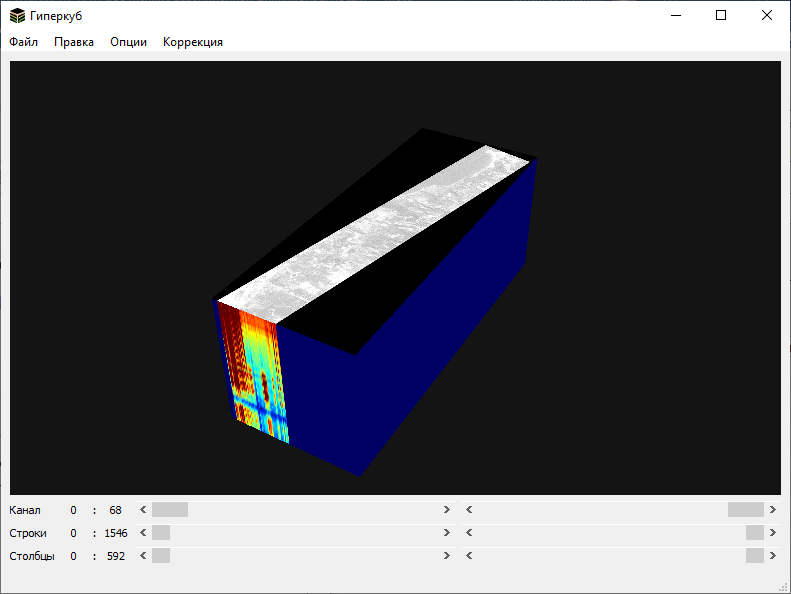 Гиперкуб
Файл Правка Опции Коррекция
Канал 0 : 68
Строки 0 : 1546
Столбцы 0 : 592